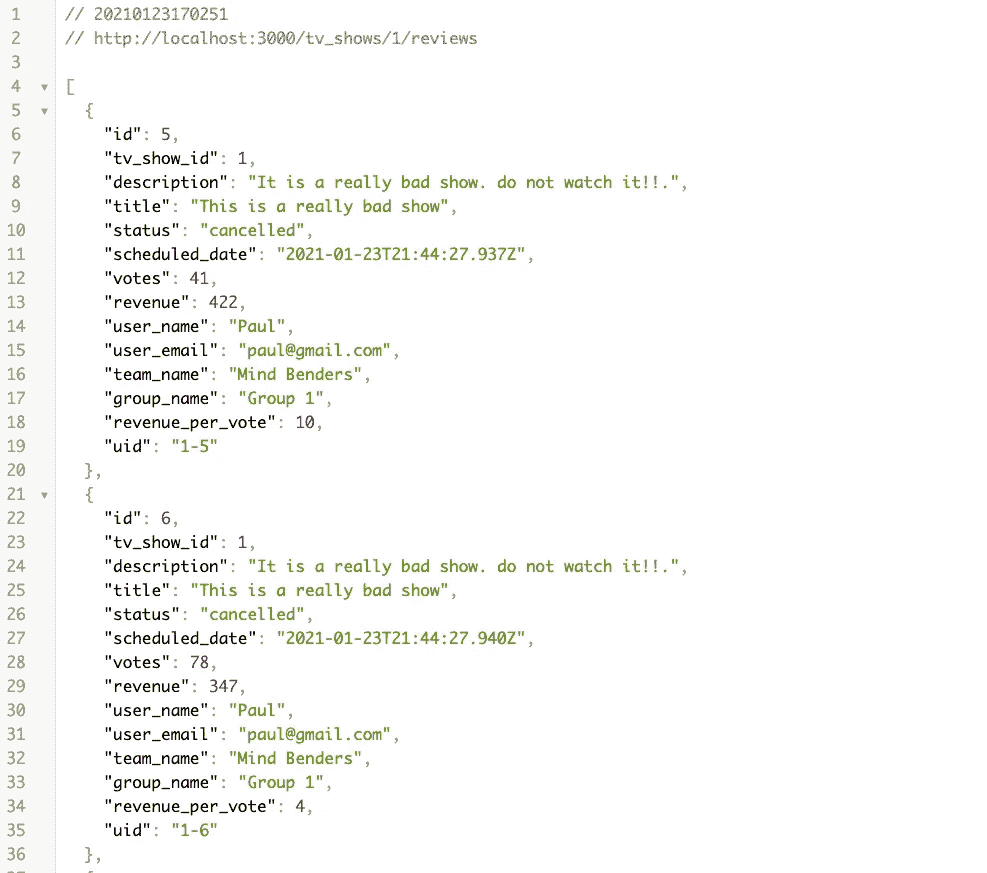 1 // 20210123170251
2 // http://localhost:3000/tv_shows/1/reviews
3
4 [
5 {
6 "id": 5,
7 "tv_show_id": 1,
8 "description": "It is a really bad show. do not watch it!!.",
9 "title": "This is a really bad show",
10 "status": "cancelled",
11 "scheduled_date": "2021-01-23T21:44:27.937Z",
12 "votes": 41,
13 "revenue": 422,
14 "user_name": "Paul",
15 "user_email": "paul@gmail.com",
16 "team_name": "Mind Benders",
17 "group_name": "Group 1",
18 "revenue_per_vote": 10,
19 "uid": "1-5"
20 },
21 {
22 "id": 6,
23 "tv_show_id": 1,
24 "description": "It is a really bad show. do not watch it!!.",
25 "title": "This is a really bad show",
26 "status": "cancelled",
27 "scheduled_date": "2021-01-23T21:44:27.940Z",
28 "votes": 78,
29 "revenue": 347,
30 "user_name": "Paul",
31 "user_email": "paul@gmail.com",
32 "team_name": "Mind Benders",
33 "group_name": "Group 1",
34 "revenue_per_vote": 4,
35 "uid": "1-6"
36 },